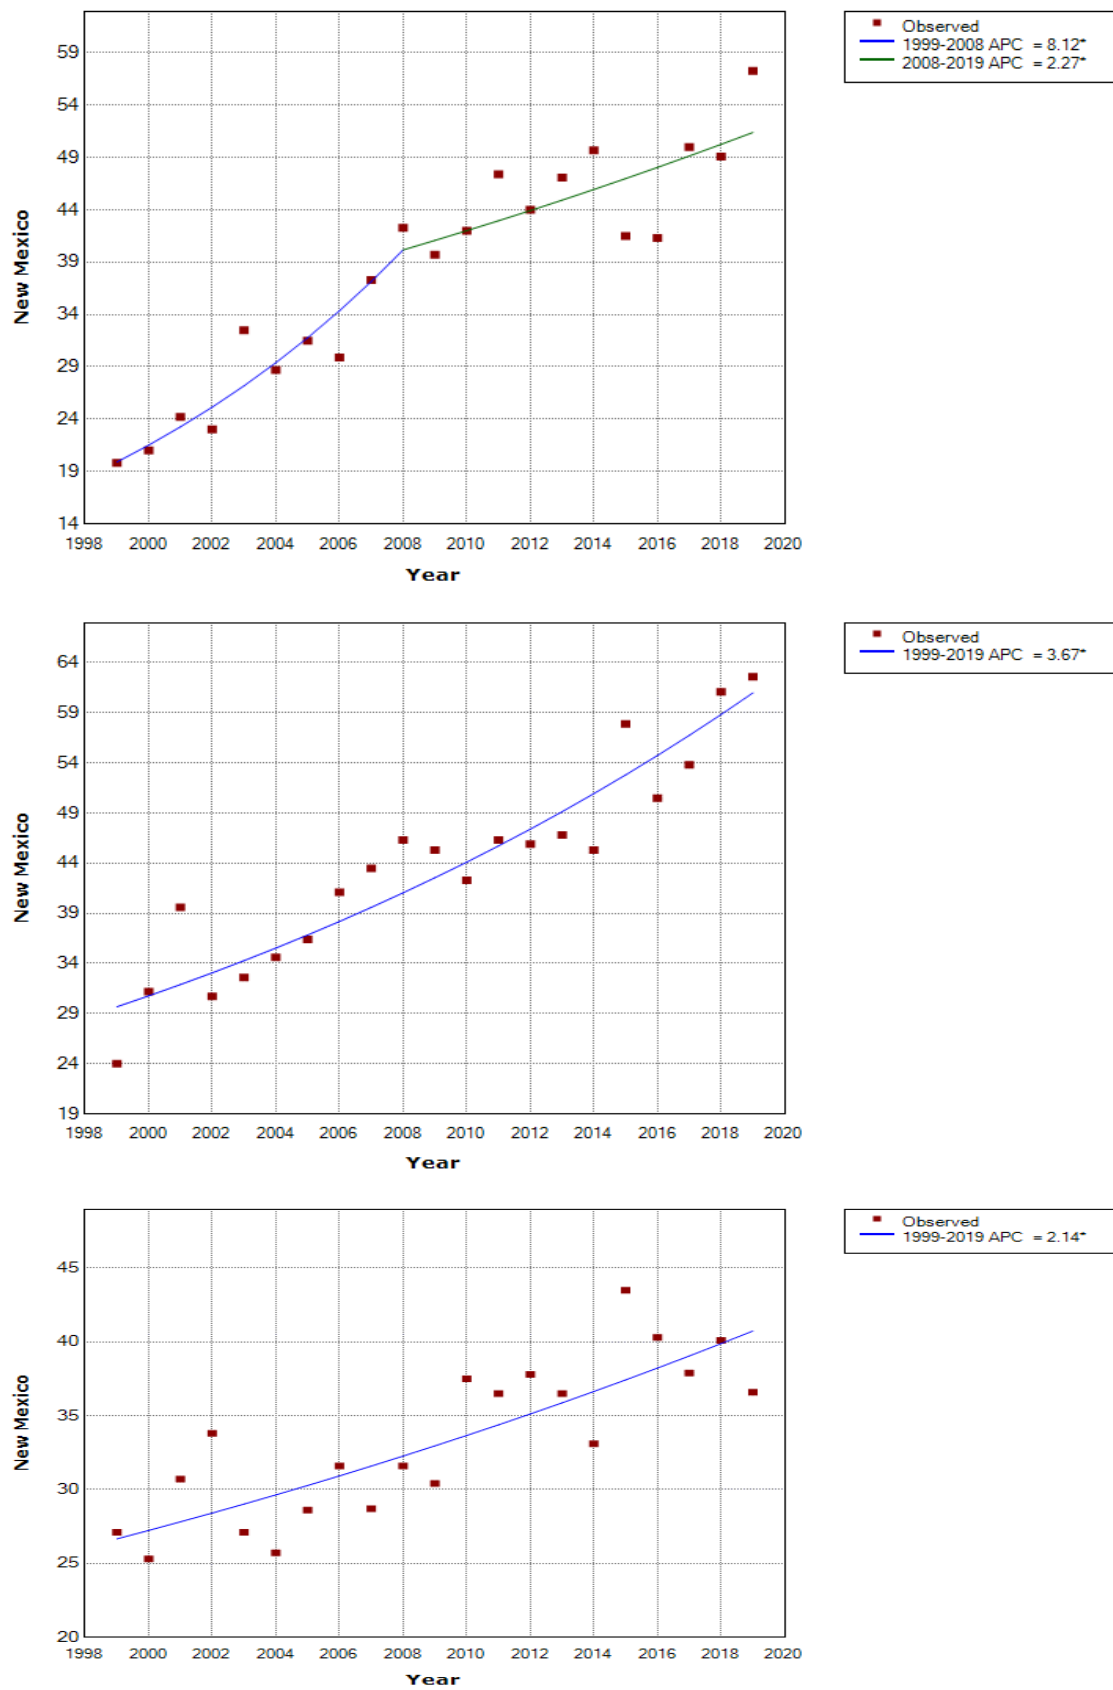 59
54
49
44
39
34
29
24
19
14
New Mexico
1998 2000 2002 2004 2006 2008 2010 2012 2014 2016 2018 2020
Year
Observed
1999-2008 APC = 8.12*
2008-2019 APC = 2.27*
64
59
54
49
44
39
34
29
24
19
New Mexico
1998 2000 2002 2004 2006 2008 2010 2012 2014 2016 2018 2020
Year
Observed
1999-2019 APC = 3.67*
45
40
35
30
25
20
New Mexico
1998 2000 2002 2004 2006 2008 2010 2012 2014 2016 2018 2020
Year
Observed
1999-2019 APC = 2.14*